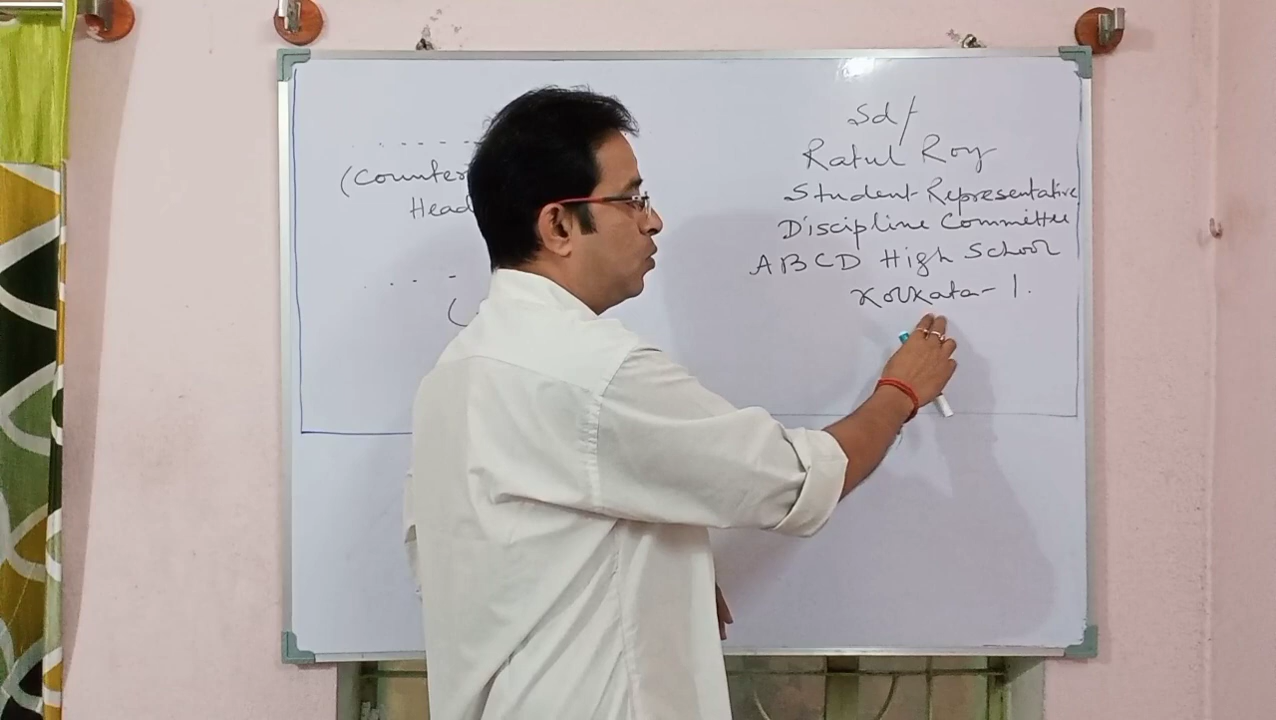 Sd/
Ratul Roy
Student-Representative
Discipline Committee
ABCD High School
Kolkata-1.
- - - - -
(Counter
Head
- - - -
(